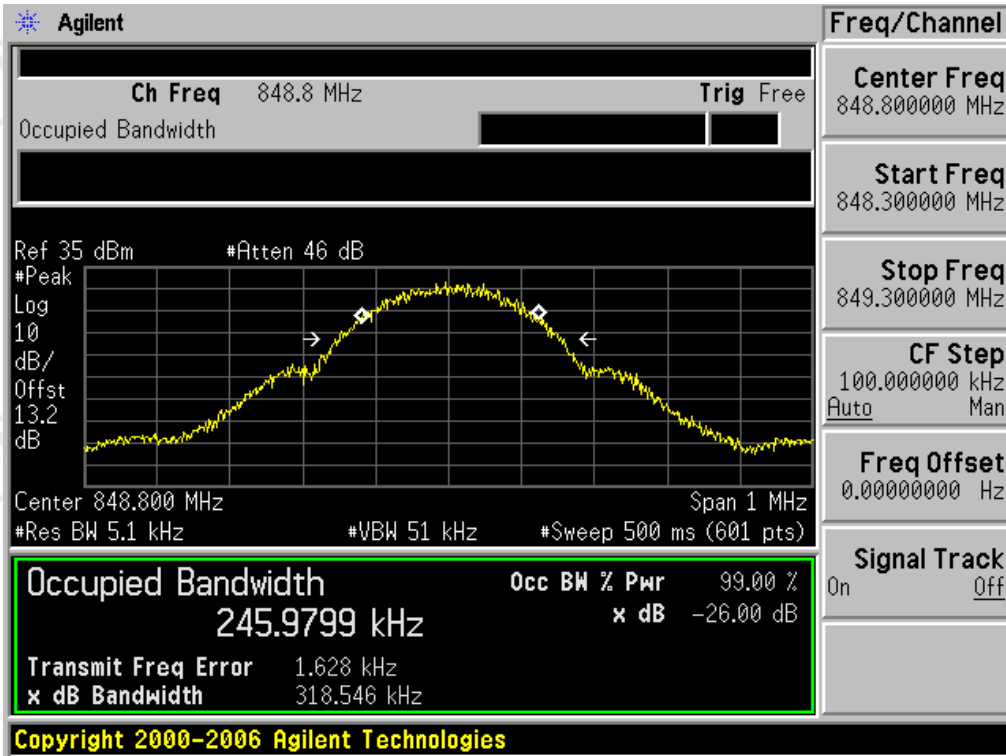 Agilent
Freq/Channel
Ch Freq 848.8 MHz Trig Free
Occupied Bandwidth
Center Freq
848.800000 MHz
Start Freq
848.300000 MHz
Stop Freq
849.300000 MHz
CF Step
100.000000 kHz
Auto Man
Freq Offset
0.00000000 Hz
Signal Track
On Off
Ref 35 dBm #Atten 46 dB
#Peak
Log
10
dB/
Offst
13.2
dB
Center 848.800 MHz Span 1 MHz
#Res BW 5.1 kHz #VBW 51 kHz #Sweep 500 ms (601 pts)
Occupied Bandwidth Occ BW % Pwr 99.00 %
245.9799 kHz x dB -26.00 dB
Transmit Freq Error 1.628 kHz
x dB Bandwidth 318.546 kHz
Copyright 2000-2006 Agilent Technologies